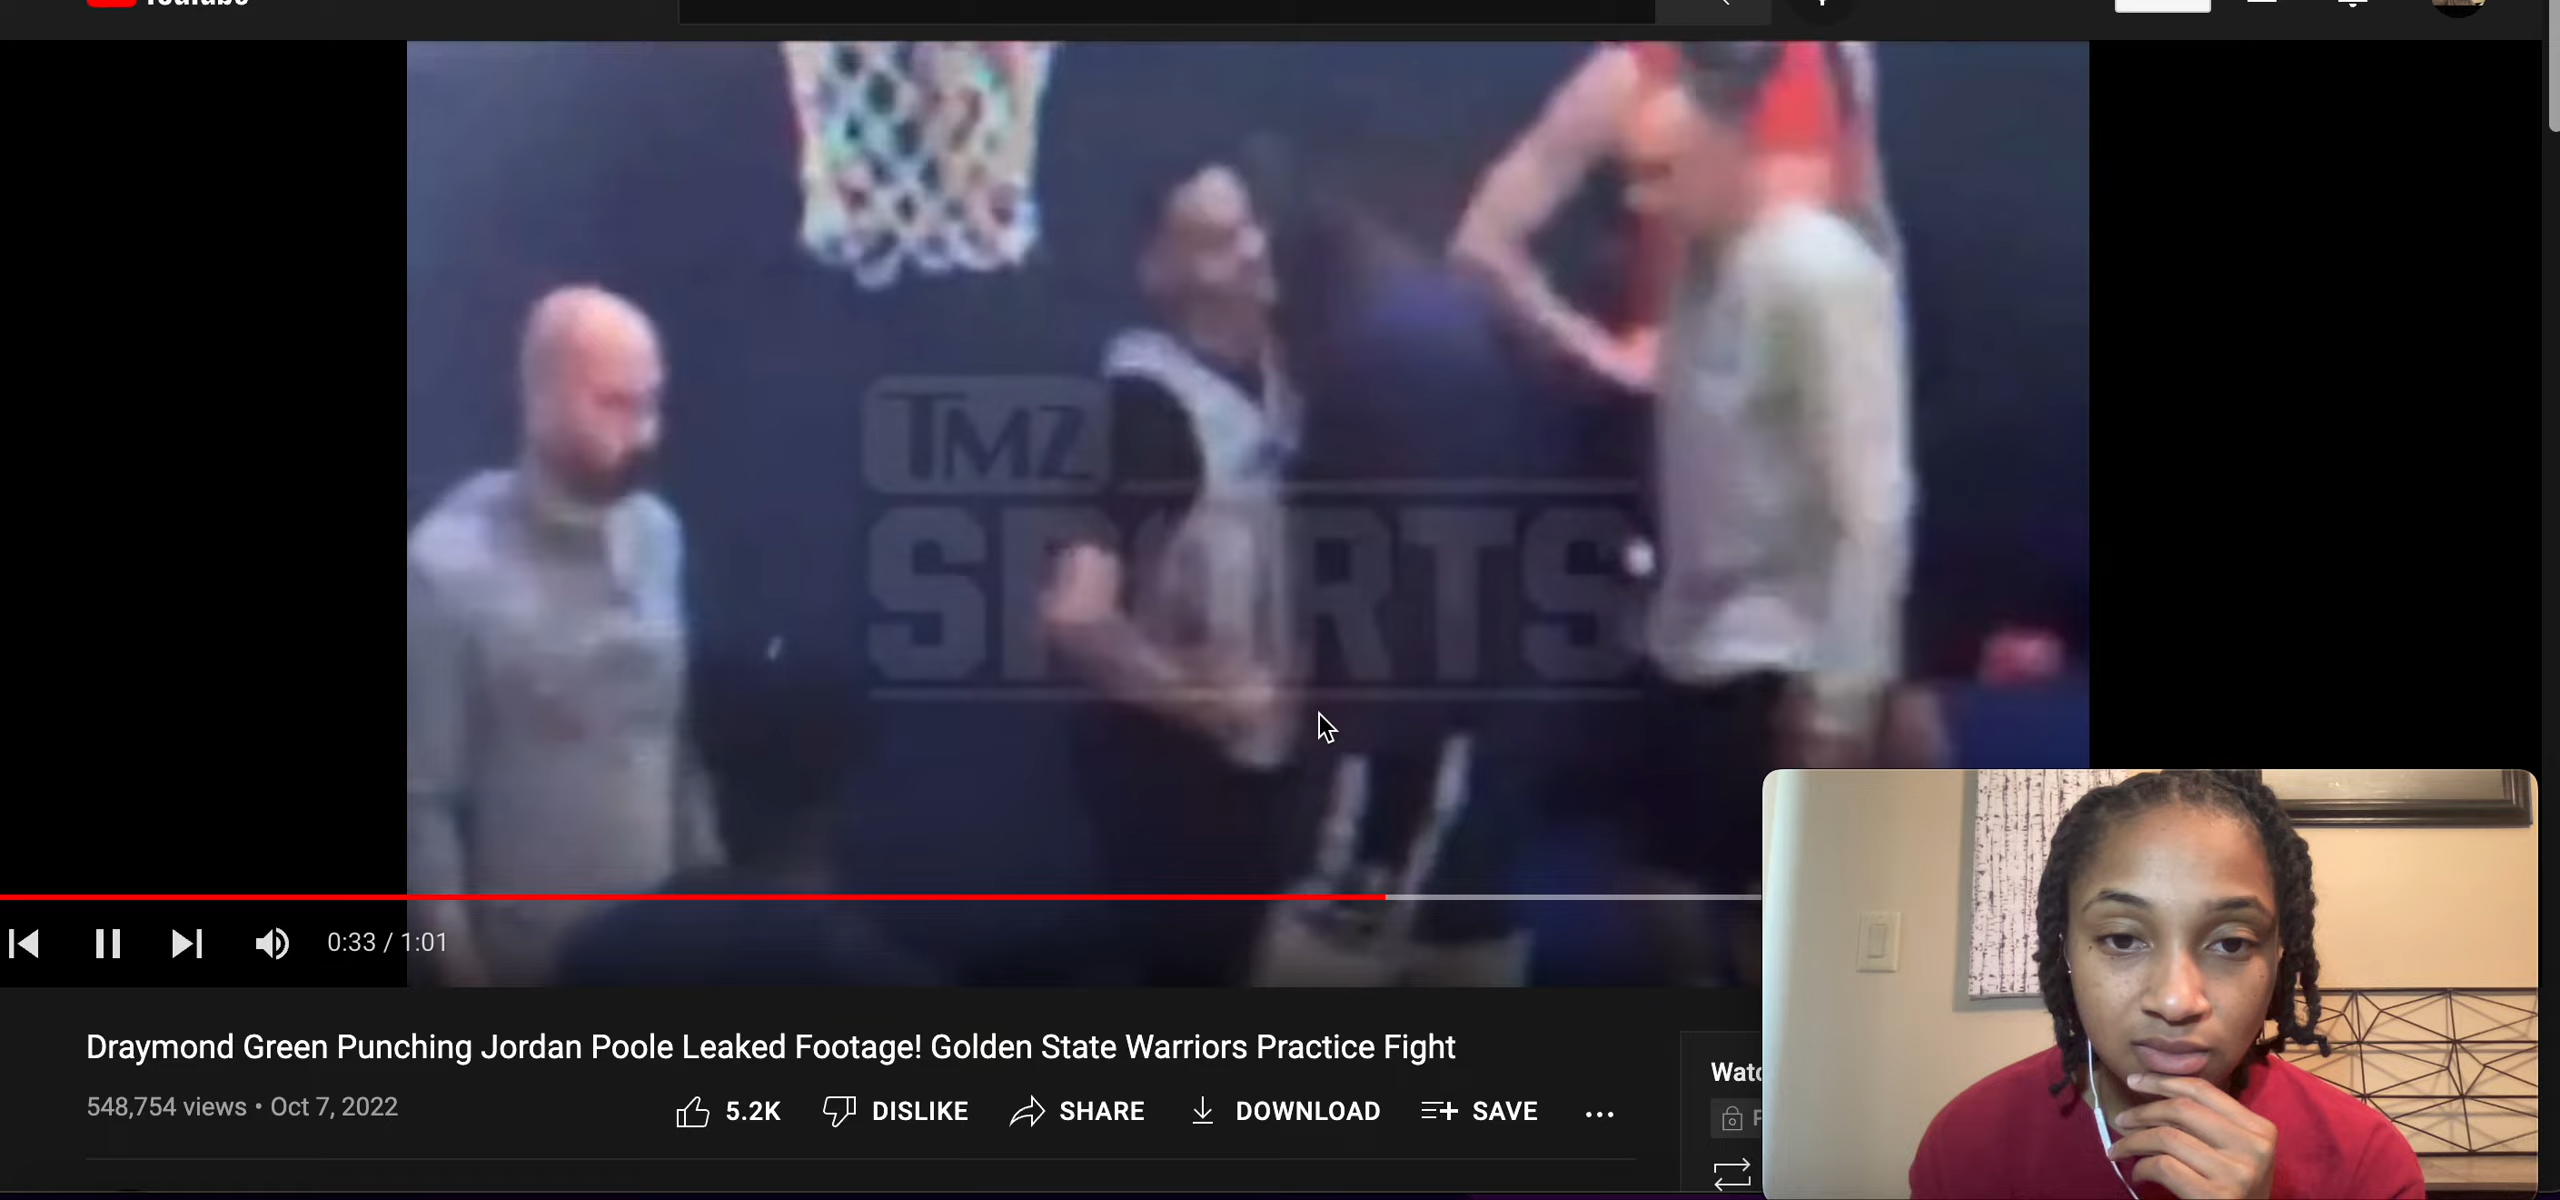 YouTube
TMZ
SPORTS
0:33 / 1:01
Draymond Green Punching Jordan Poole Leaked Footage! Golden State Warriors Practice Fight
548,754 views • Oct 7, 2022
5.2K DISLIKE SHARE DOWNLOAD SAVE